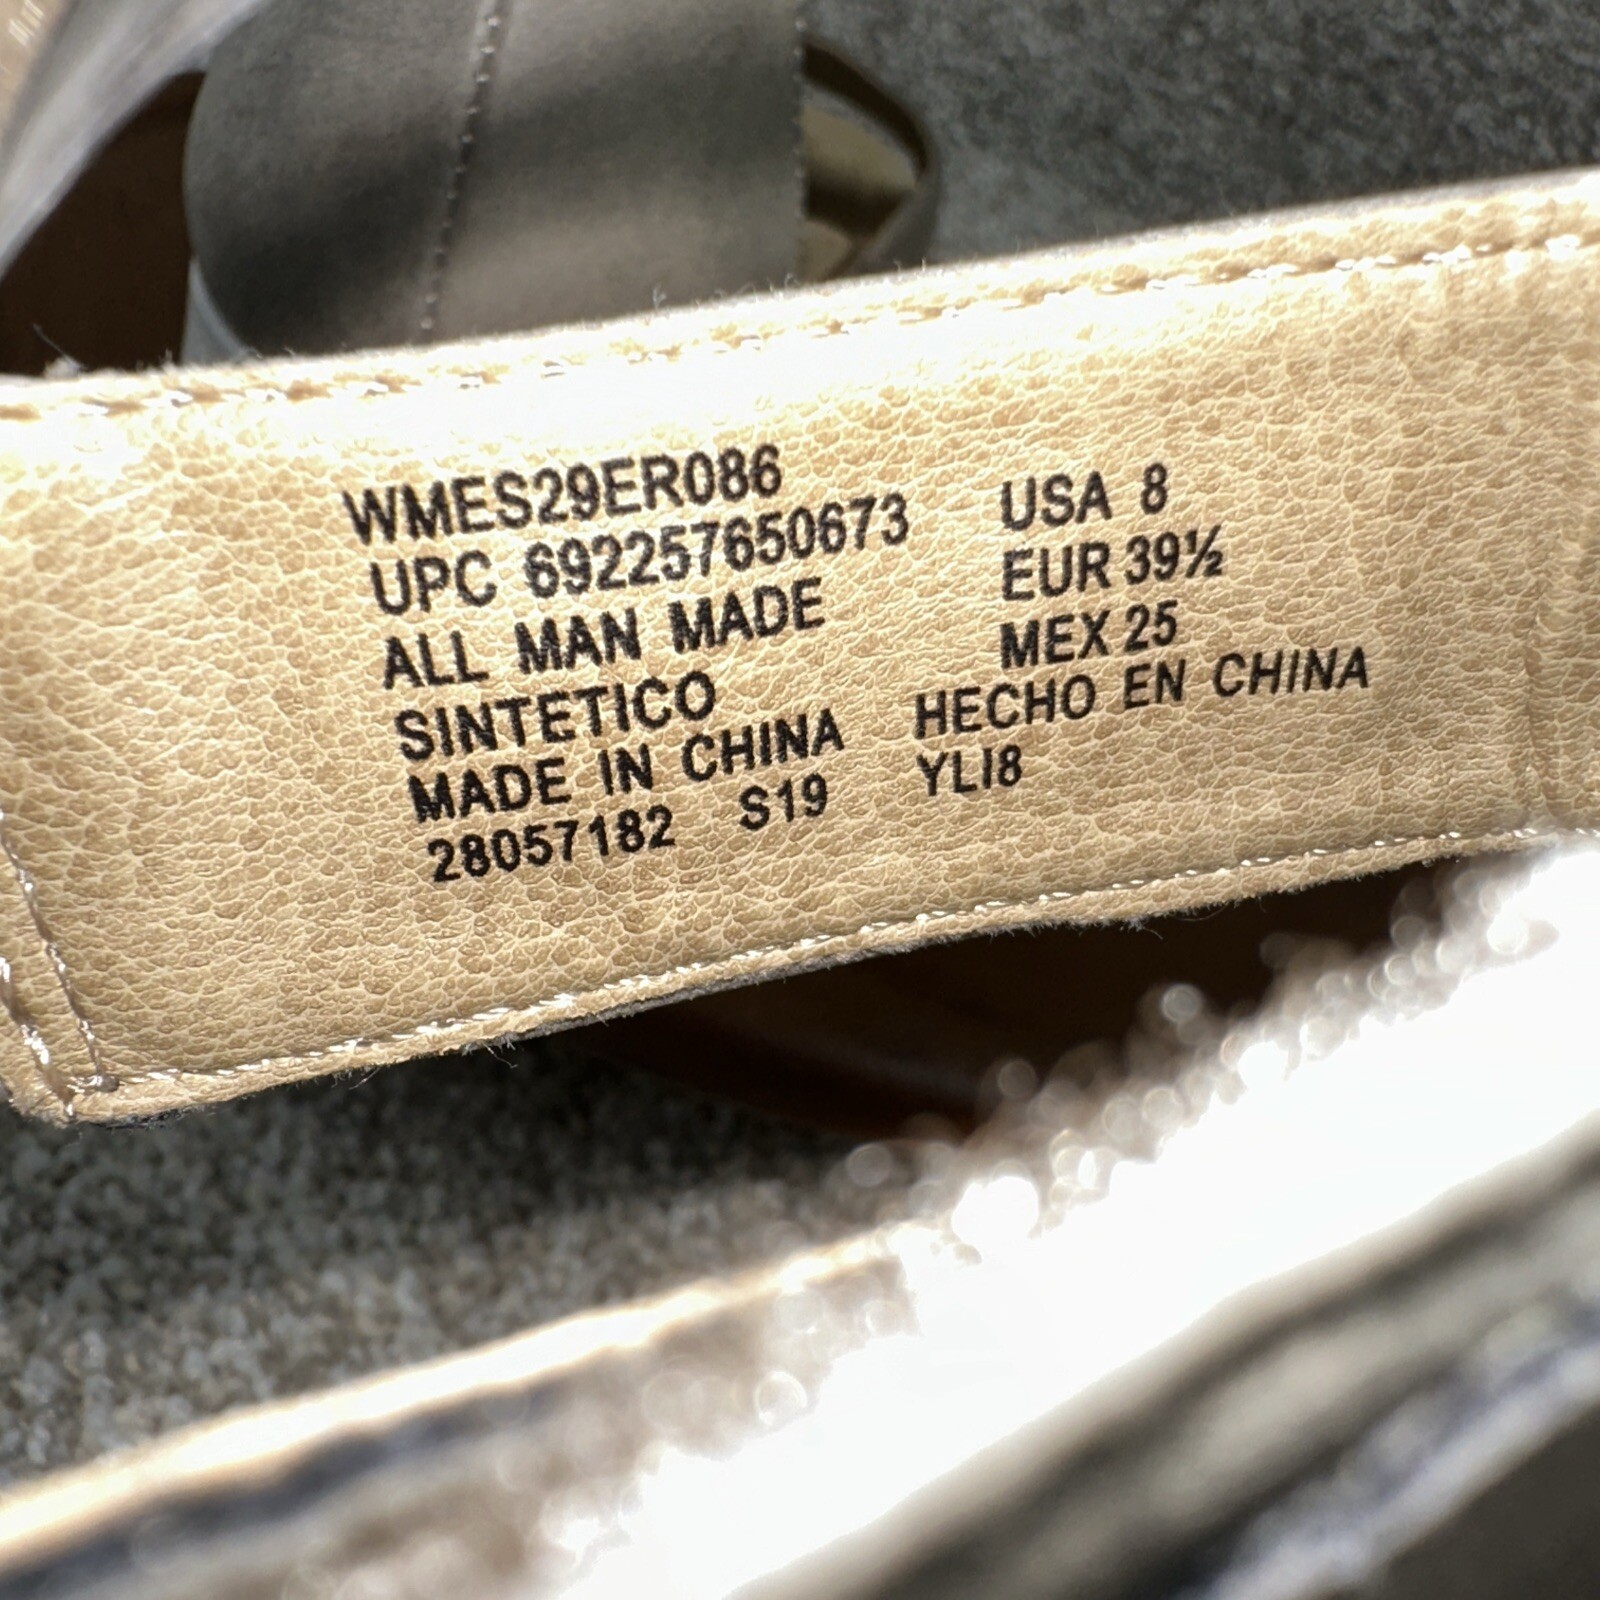 WMES29ER086
UPC 692257650673
ALL MAN MADE
SINTETICO
MADE IN CHINA
28057182 S19
USA 8
EUR 39½
MEX 25
HECHO EN CHINA
YLI8